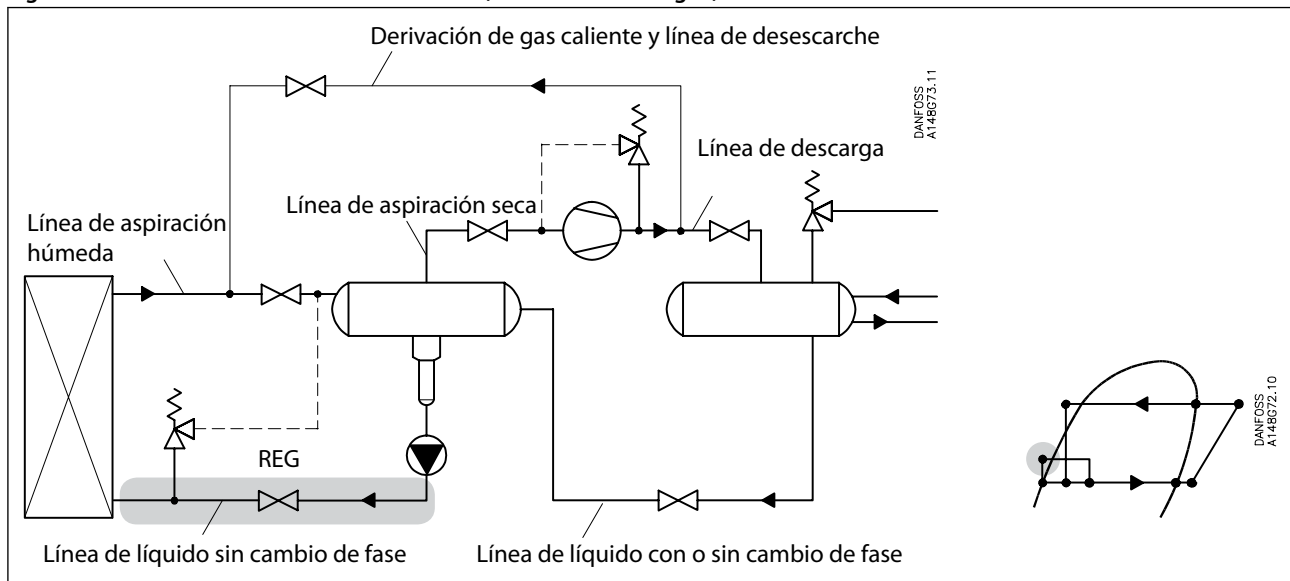 Derivación de gas caliente y línea de desescarche
DANFOSS
A148G73.11
Línea de descarga
Línea de aspiración seca
Línea de aspiración
húmeda
REG
Línea de líquido sin cambio de fase
Línea de líquido con o sin cambio de fase
DANFOSS
A148G72.10